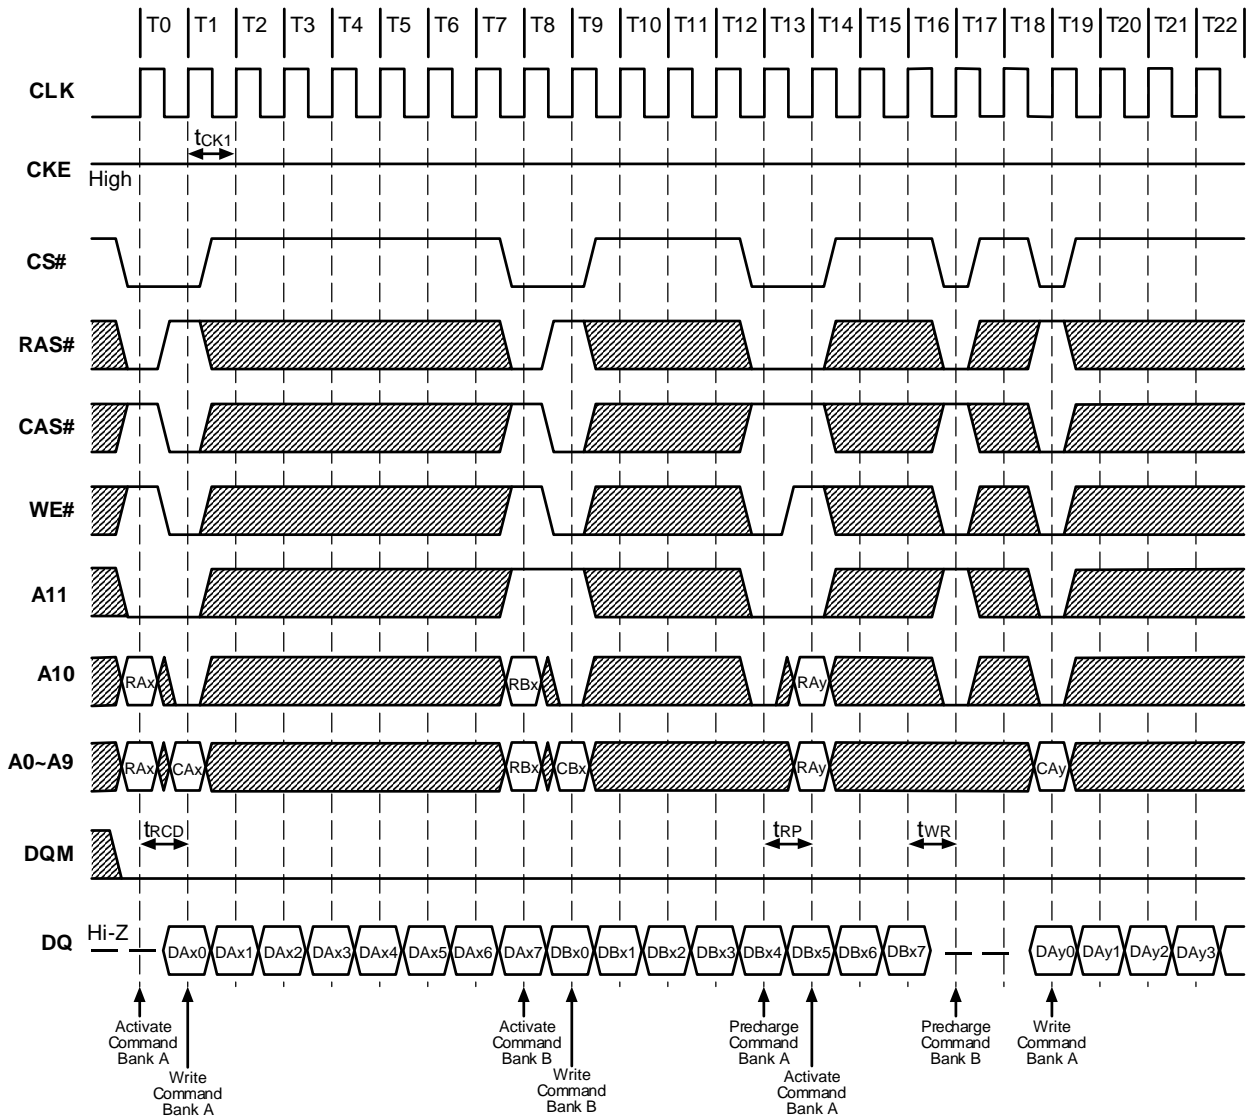 T0 T1 T2 T3 T4 T5 T6 T7 T8 T9 T10 T11 T12 T13 T14 T15 T16 T17 T18 T19 T20 T21 T22
CLK
tCK1
CKE
High
CS#
RAS#
CAS#
WE#
A11
A10 RAx RBx RAy
A0~A9 RAx CAx RBx CBx RAy CAy
tRCD tRP tWR
DQM
Hi-Z
DQ DAx0 DAx1 DAx2 DAx3 DAx4 DAx5 DAx6 DAx7 DBx0 DBx1 DBx2 DBx3 DBx4 DBx5 DBx6 DBx7 DAy0 DAy1 DAy2 DAy3
Activate
Command
Bank A
Write
Command
Bank A
Activate
Command
Bank B
Write
Command
Bank B
Precharge
Command
Bank A
Activate
Command
Bank A
Precharge
Command
Bank B
Write
Command
Bank A